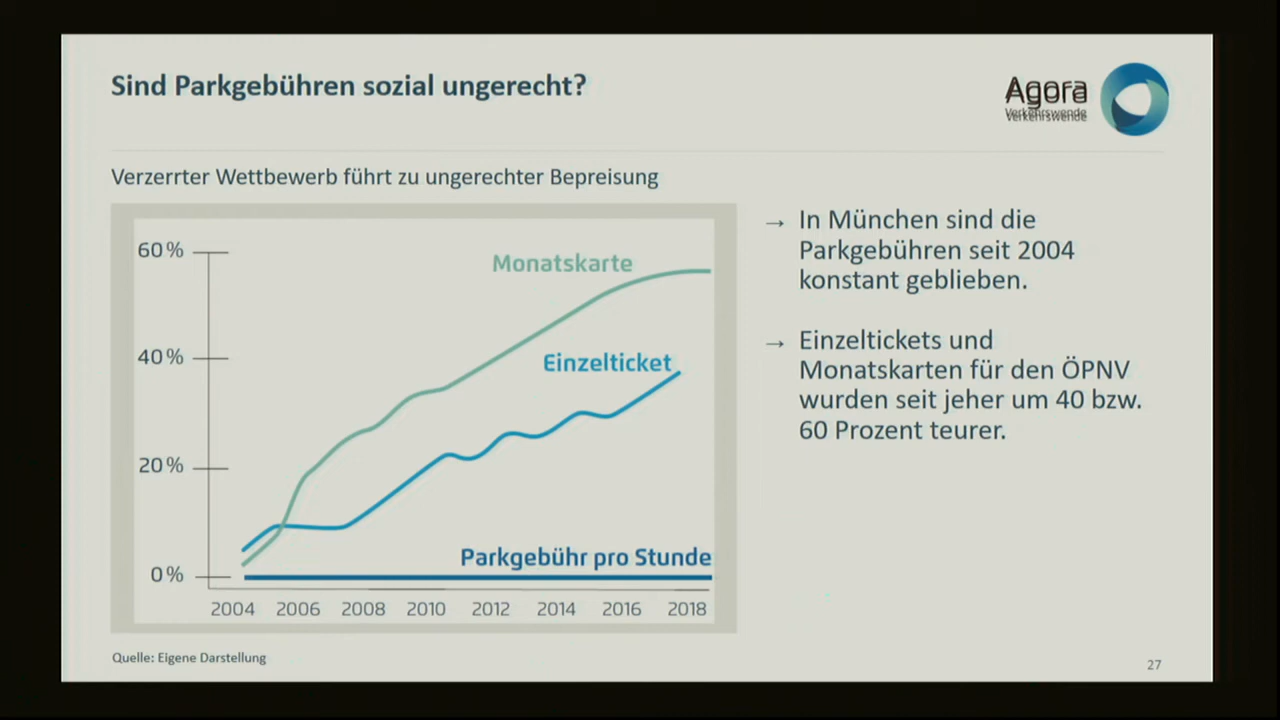 Sind Parkgebühren sozial ungerecht?
Agora
Verkehrswende
Verzerrter Wettbewerb führt zu ungerechter Bepreisung
60%
40%
20%
0%
Monatskarte
Einzelticket
Parkgebühr pro Stunde
2004 2006 2008 2010 2012 2014 2016 2018
→ In München sind die
Parkgebühren seit 2004
konstant geblieben.
→ Einzeltickets und
Monatskarten für den ÖPNV
wurden seit jeher um 40 bzw.
60 Prozent teurer.
Quelle: Eigene Darstellung
27